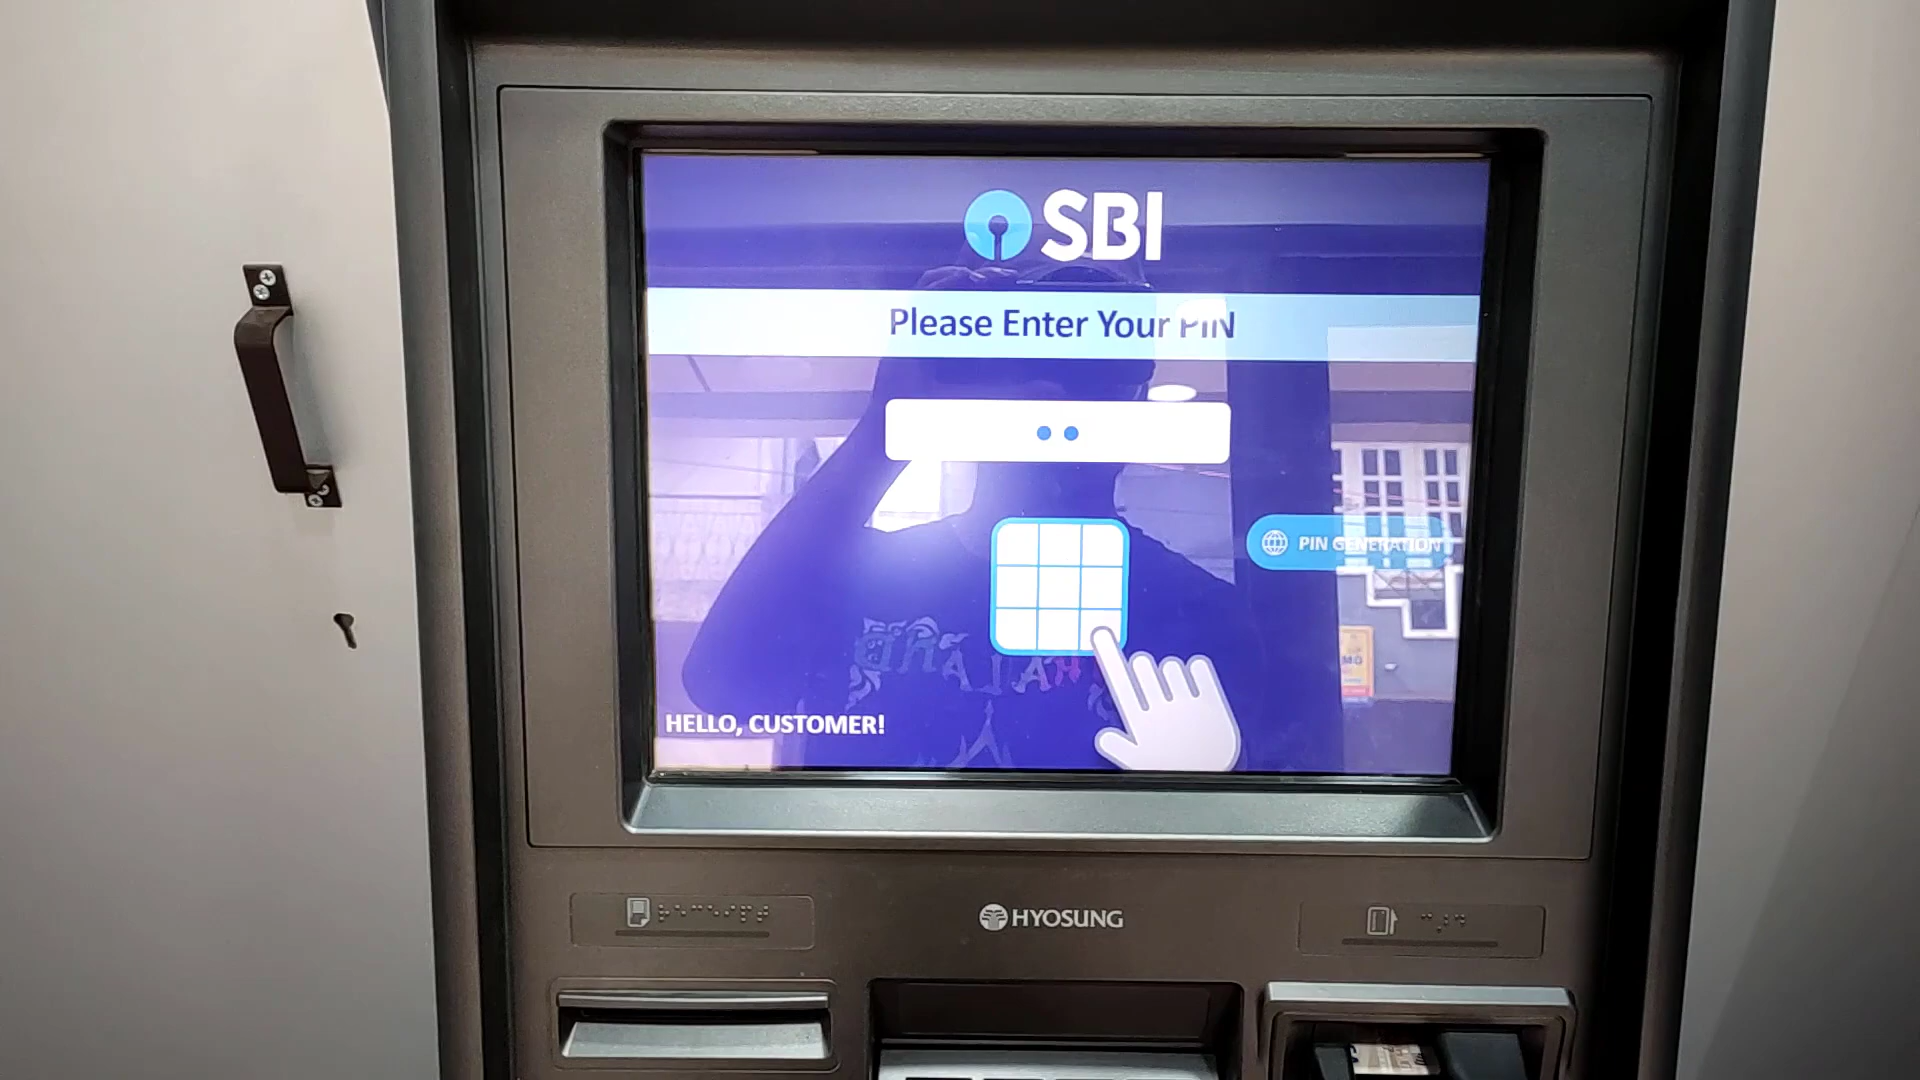 SBI
Please Enter Your PIN
PIN GENERATION
HELLO, CUSTOMER!
HYOSUNG